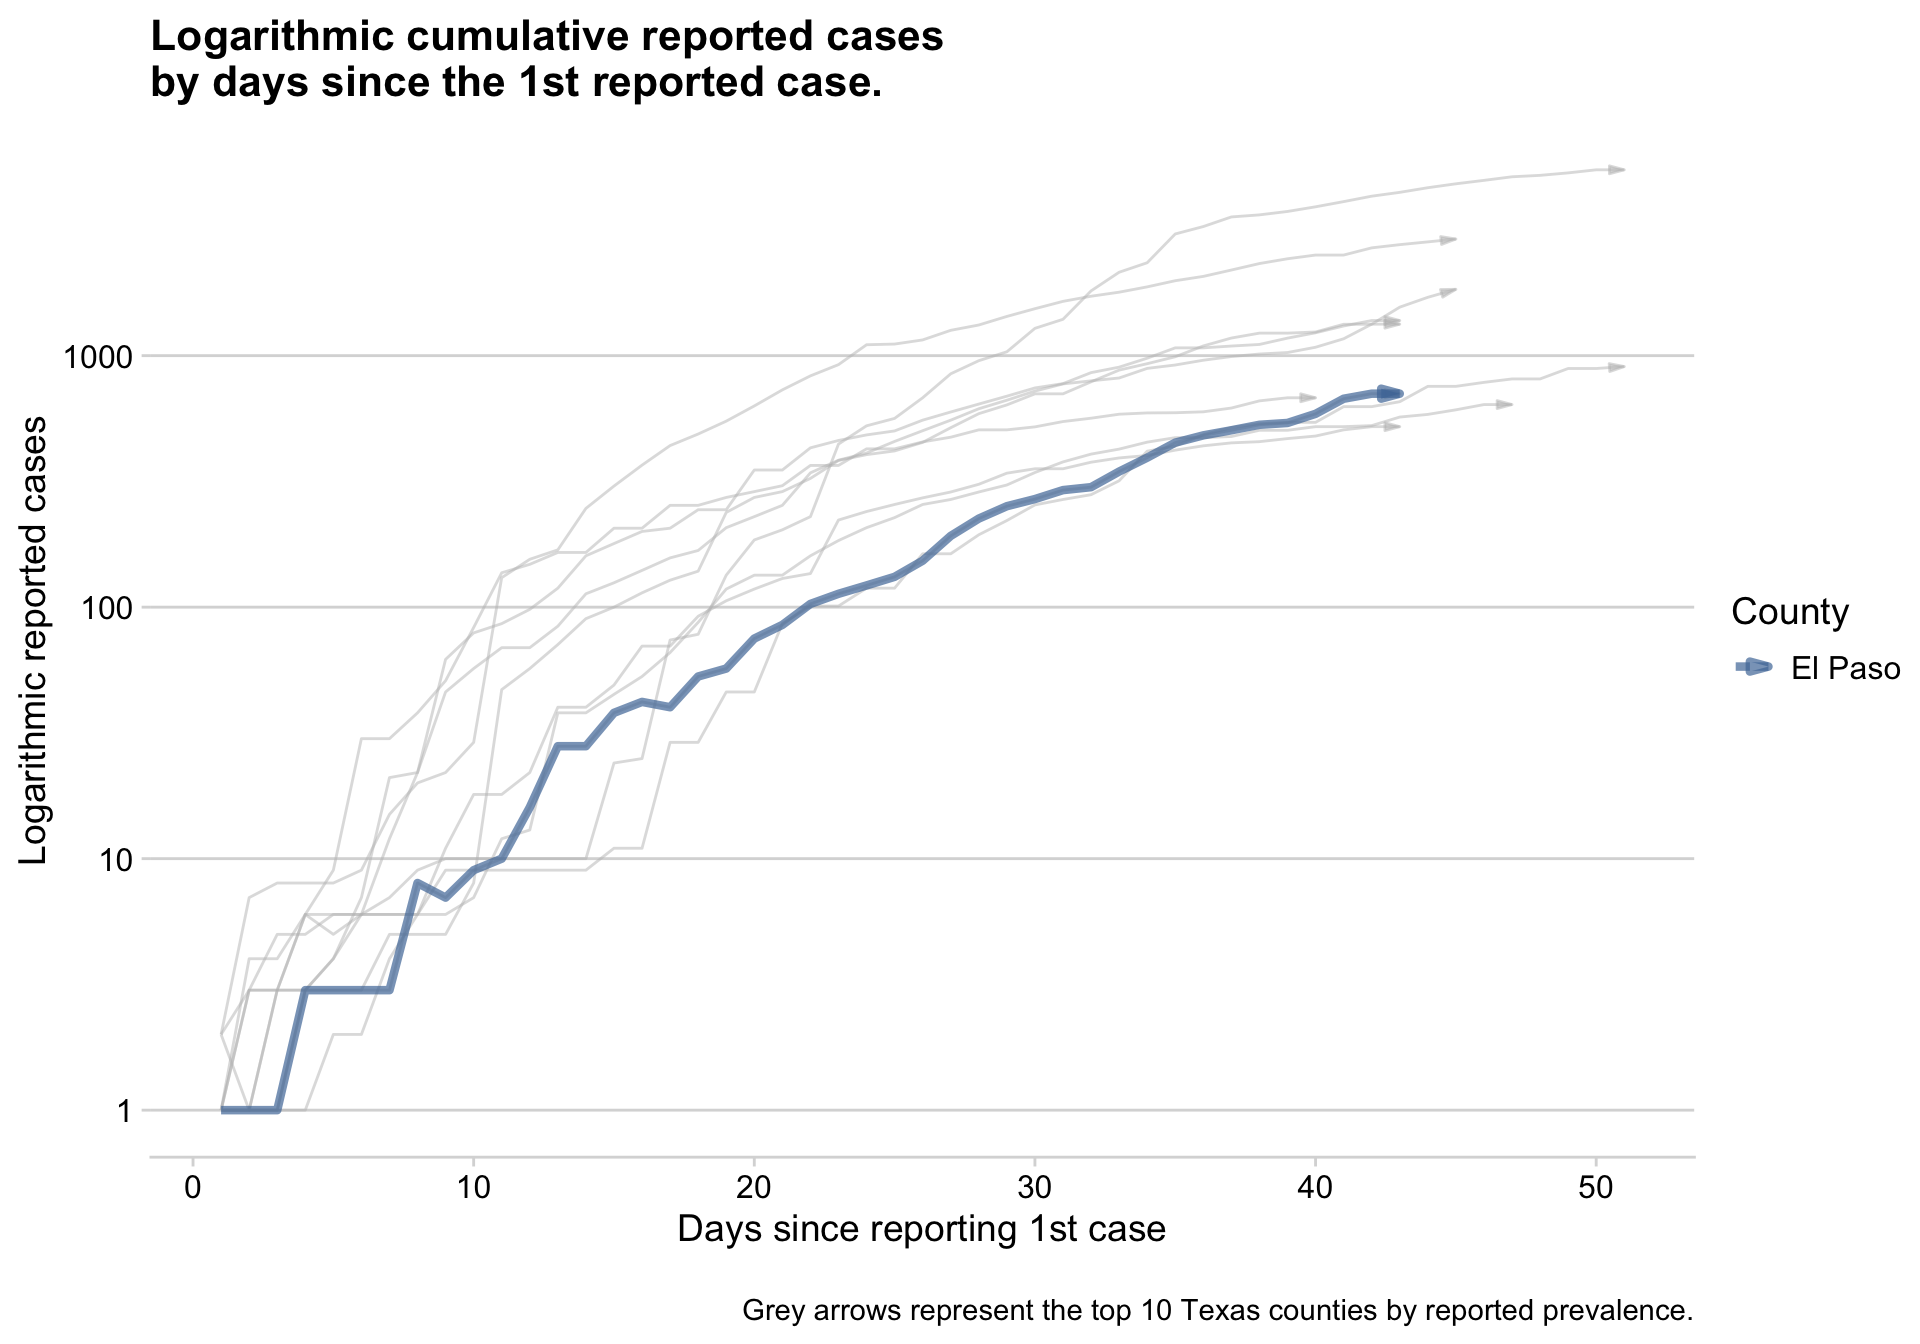 Logarithmic cumulative reported cases
by days since the 1st reported case.
Logarithmic reported cases
1000
100
10
1
0 10 20 30 40 50
Days since reporting 1st case
County
El Paso
Grey arrows represent the top 10 Texas counties by reported prevalence.